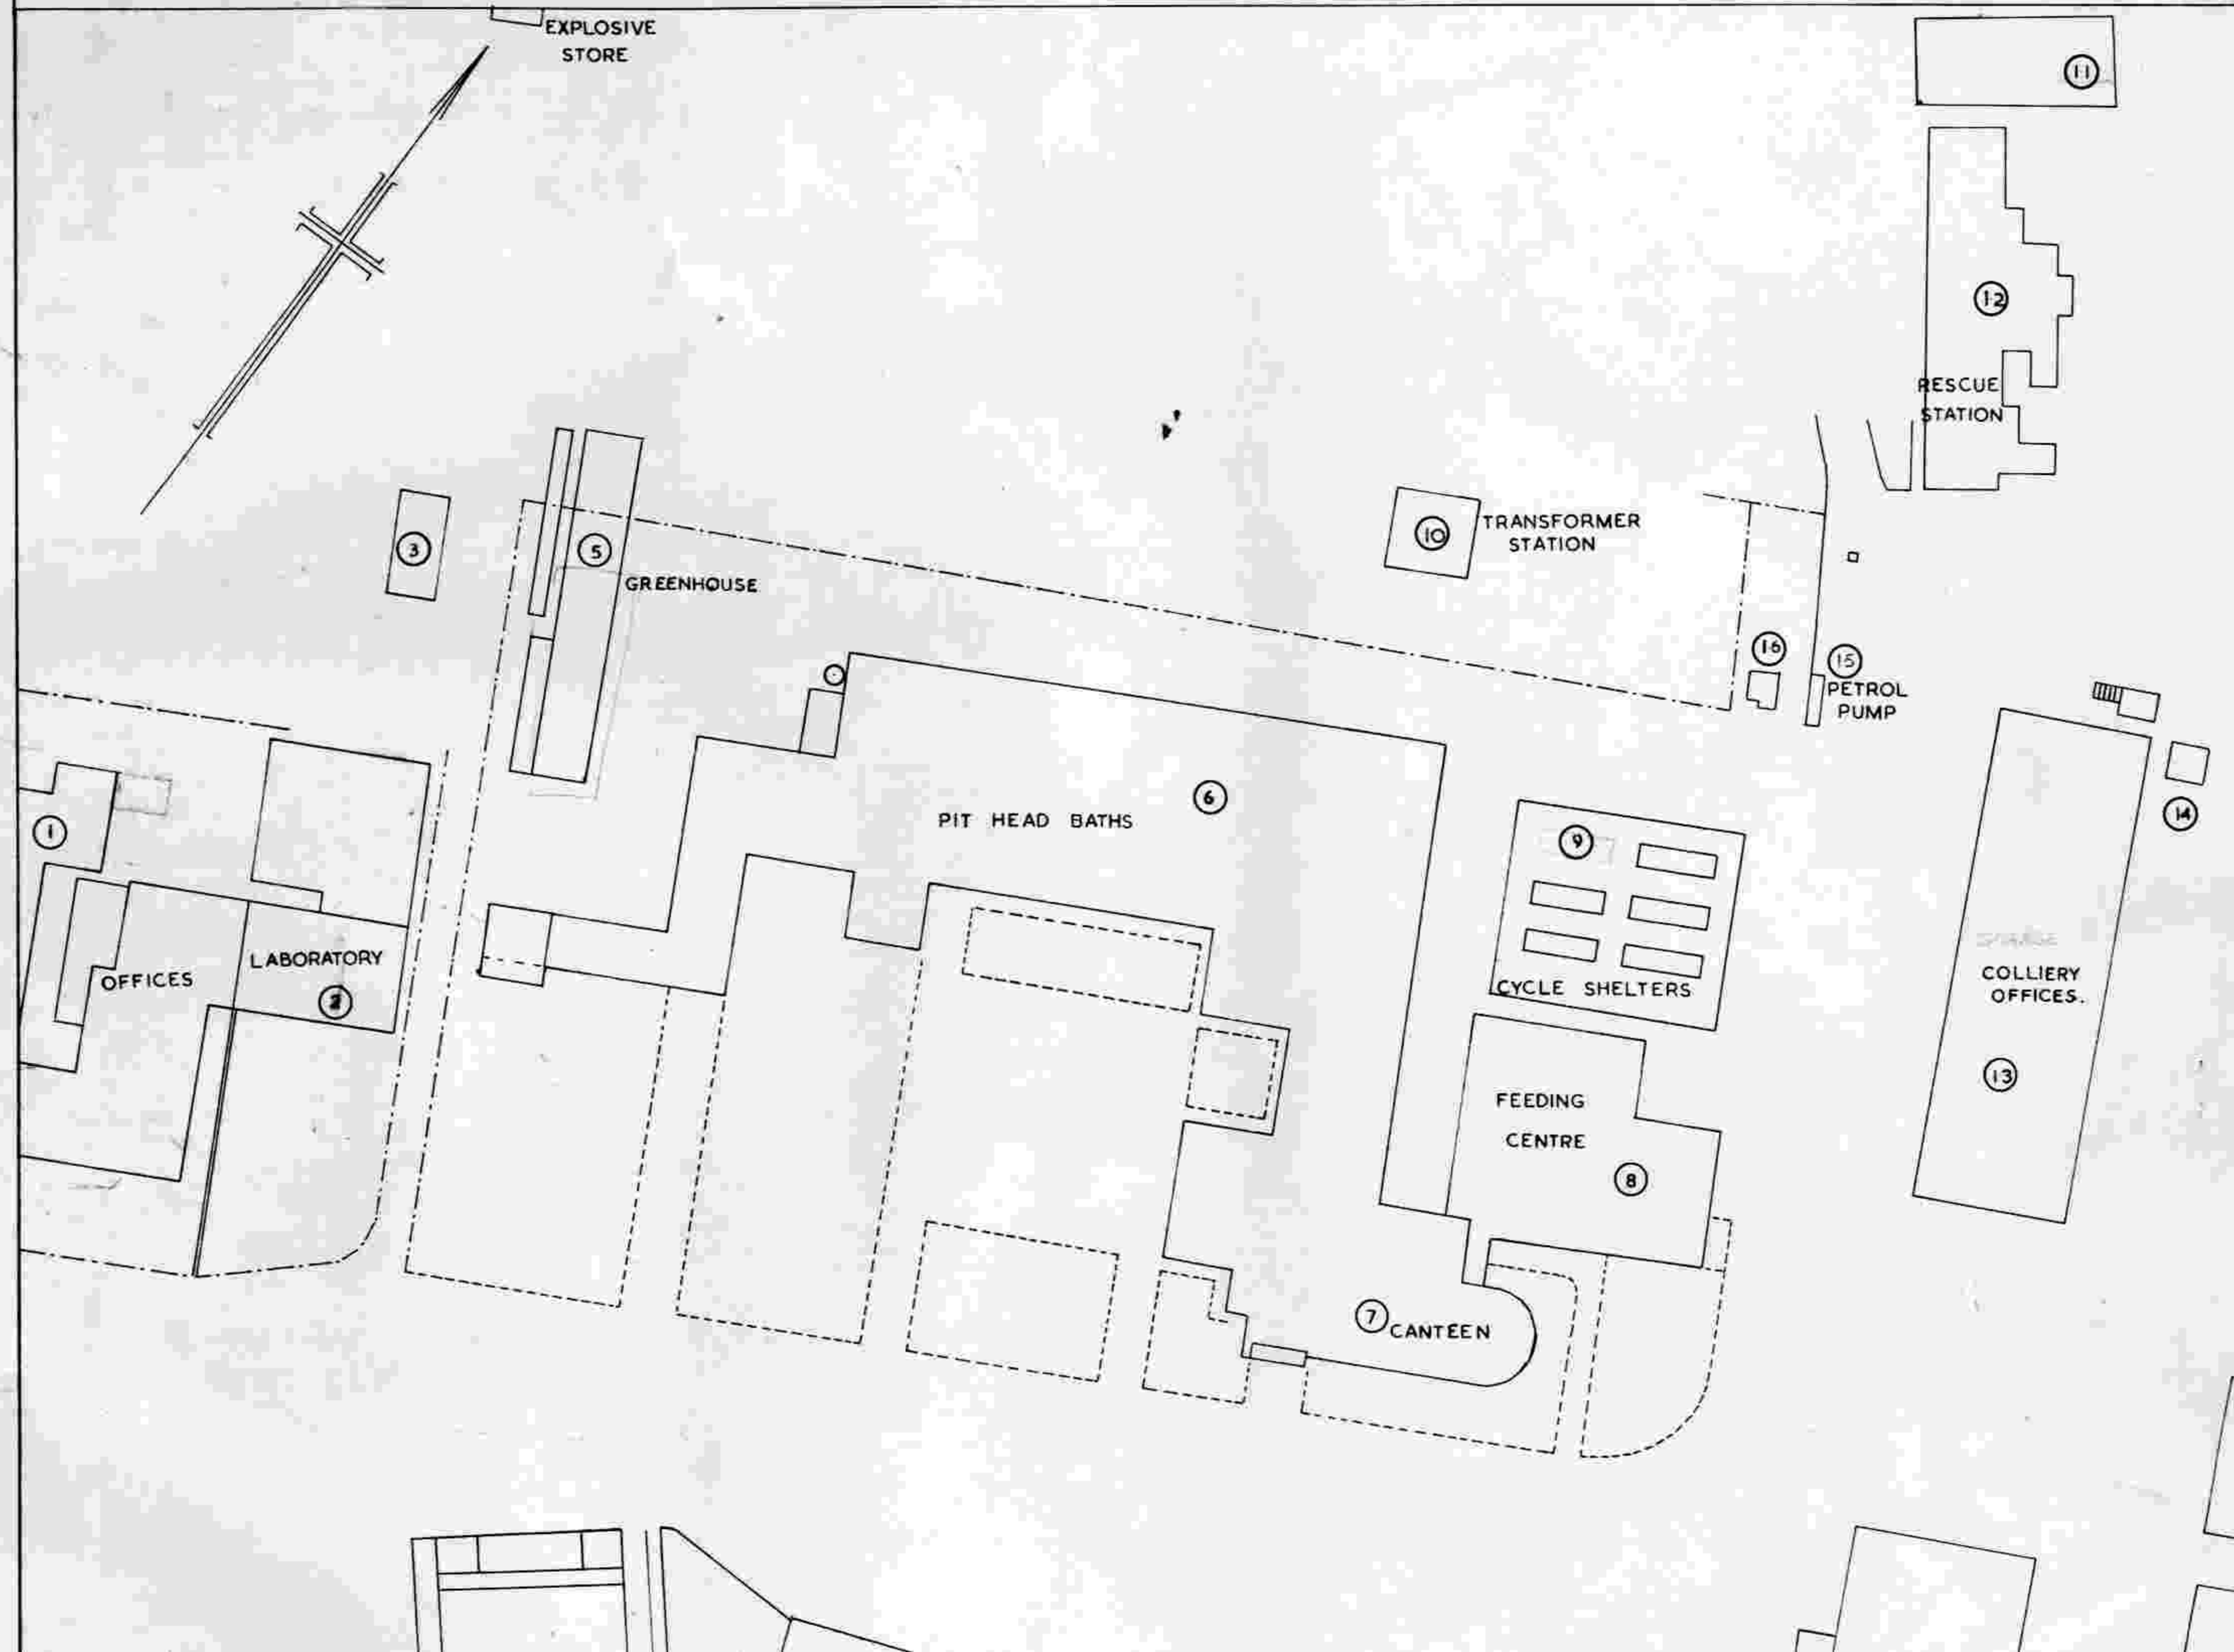 EXPLOSIVE
STORE
11
12
RESCUE
STATION
3
5
GREENHOUSE
10
TRANSFORMER
STATION
16
15
PETROL
PUMP
1
6
PIT HEAD BATHS
9
14
OFFICES
LABORATORY
2
CYCLE SHELTERS
COLLIERY
OFFICES.
13
FEEDING
CENTRE
8
7
CANTEEN